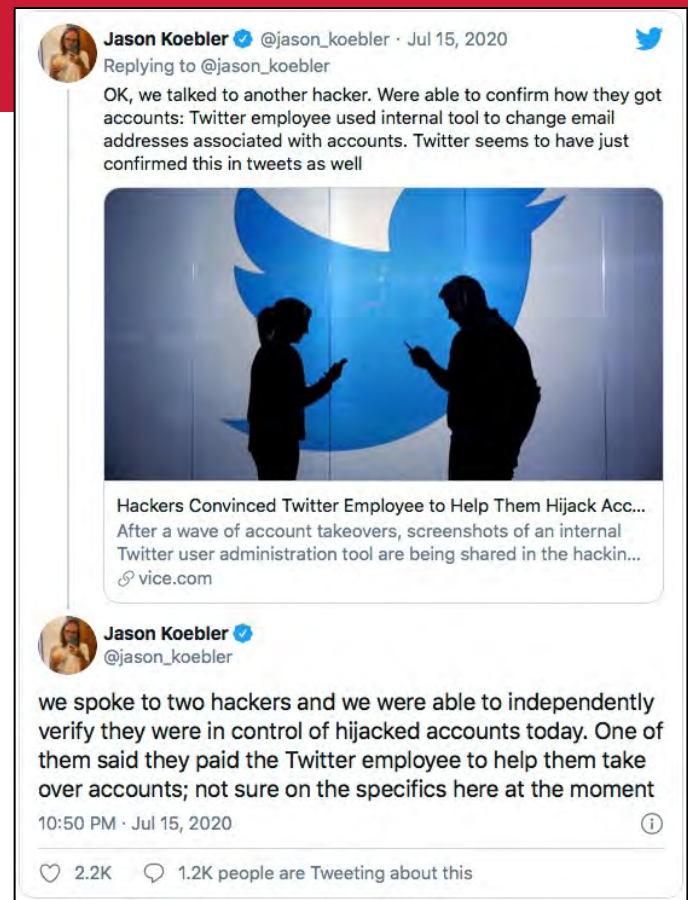 Jason Koebler @jason_koebler · Jul 15, 2020
Replying to @jason_koebler
OK, we talked to another hacker. Were able to confirm how they got
accounts: Twitter employee used internal tool to change email
addresses associated with accounts. Twitter seems to have just
confirmed this in tweets as well
Hackers Convinced Twitter Employee to Help Them Hijack Acc...
After a wave of account takeovers, screenshots of an internal
Twitter user administration tool are being shared in the hackin...
vice.com
Jason Koebler
@jason_koebler
we spoke to two hackers and we were able to independently
verify they were in control of hijacked accounts today. One of
them said they paid the Twitter employee to help them take
over accounts; not sure on the specifics here at the moment
10:50 PM · Jul 15, 2020
2.2K 1.2K people are Tweeting about this